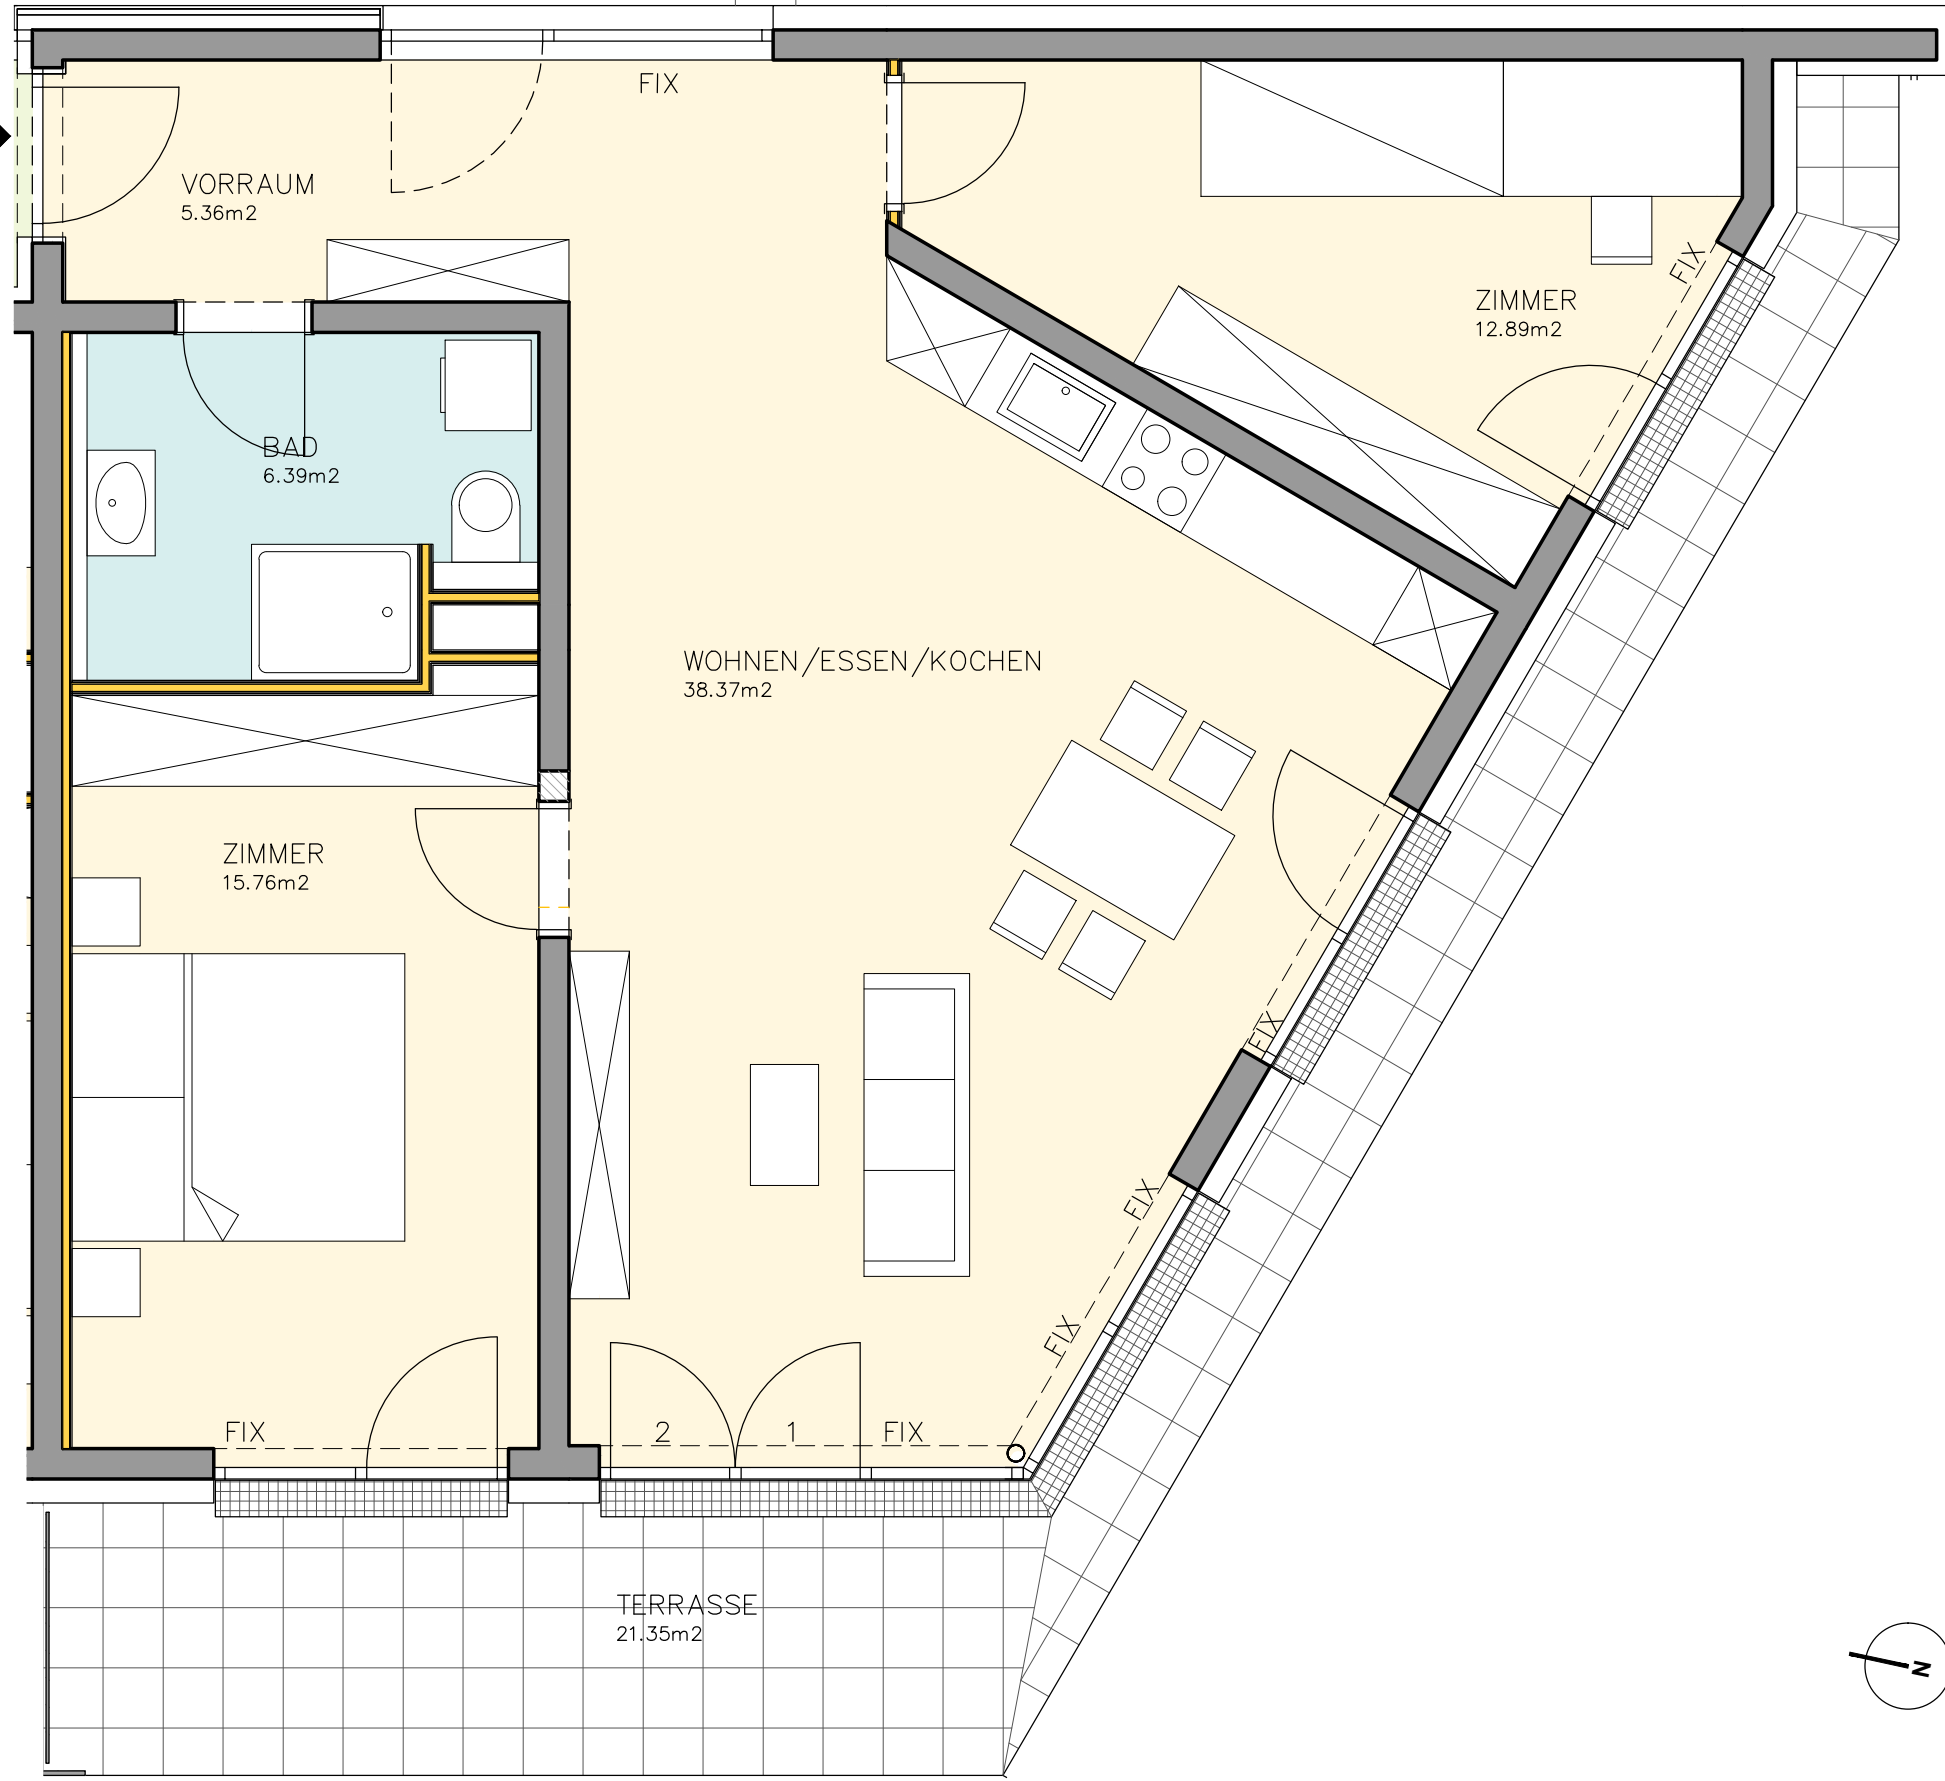 FIX
VORRAUM
5.36m2
FIX
ZIMMER
12.89m2
BAD
6.39m2
WOHNEN/ESSEN/KOCHEN
38.37m2
ZIMMER
15.76m2
FIX
FIX
FIX
FIX
2
1
FIX
TERRASSE
21.35m2
N